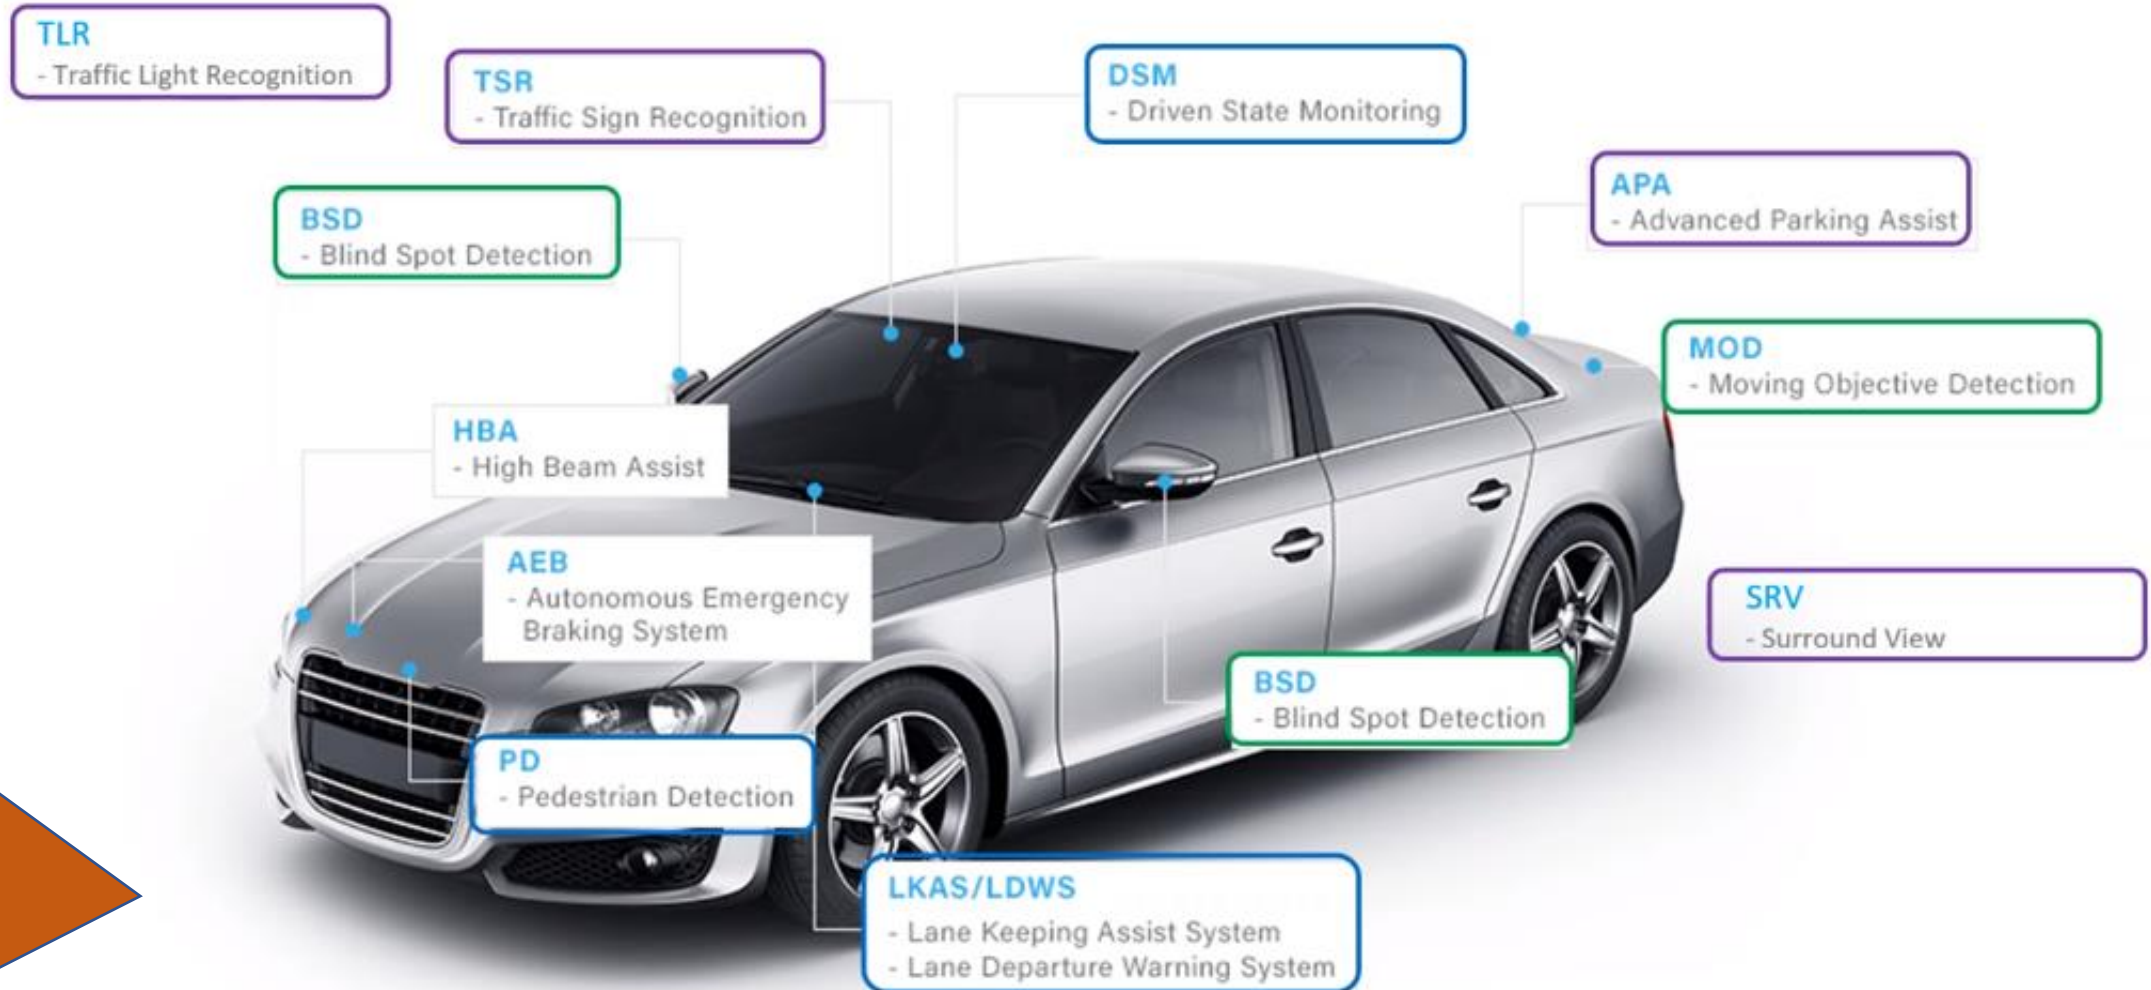 TLR
- Traffic Light Recognition
TSR
- Traffic Sign Recognition
DSM
- Driven State Monitoring
BSD
- Blind Spot Detection
APA
- Advanced Parking Assist
MOD
- Moving Objective Detection
HBA
- High Beam Assist
AEB
- Autonomous Emergency
Braking System
SRV
- Surround View
BSD
- Blind Spot Detection
PD
- Pedestrian Detection
LKAS/LDWS
- Lane Keeping Assist System
- Lane Departure Warning System